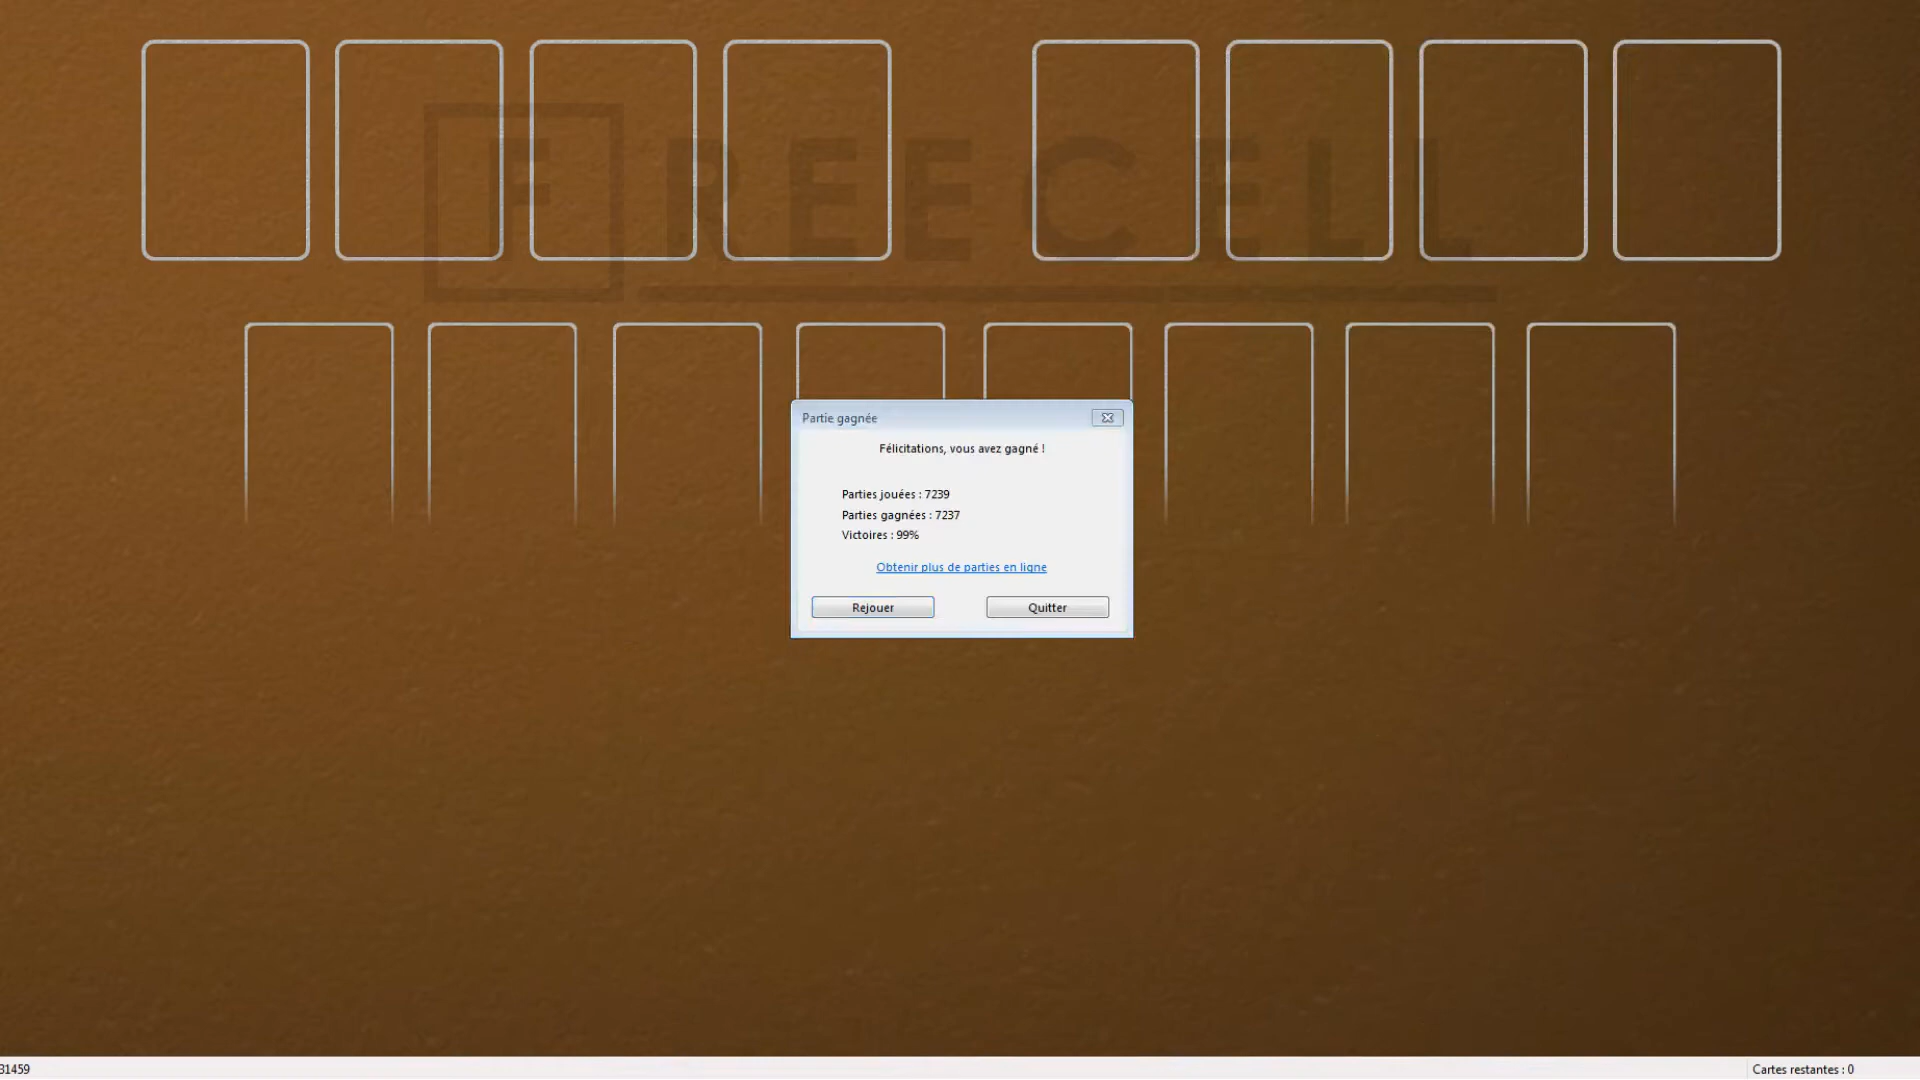 FREECELL
Partie gagnée
Félicitations, vous avez gagné !
Parties jouées : 7239
Parties gagnées : 7237
Victoires : 99%
Obtenir plus de parties en ligne
Rejouer
Quitter
31459
Cartes restantes : 0